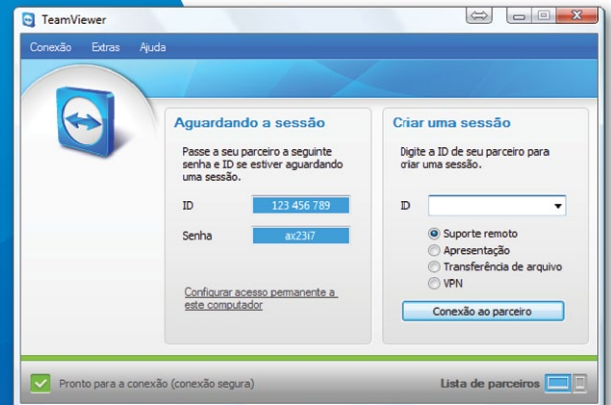 TeamViewer
Conexão Extras Ajuda
Aguardando a sessão
Passe a seu parceiro a seguinte
senha e ID se estiver aguardando
uma sessão.
ID 123 456 789
Senha ax23i7
Configurar acesso permanente a
este computador
Criar uma sessão
Digite a ID de seu parceiro para
criar uma sessão.
ID
Suporte remoto
Apresentação
Transferência de arquivo
VPN
Conexão ao parceiro
Pronto para a conexão (conexão segura)
Lista de parceiros